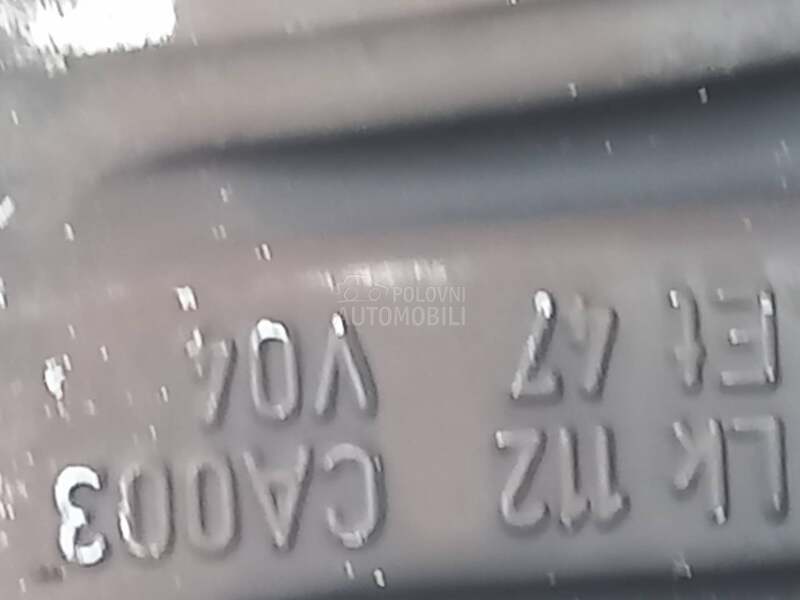 Lk 112 CA003
Et 47 V04
POLOVNI
AUTOMOBILI